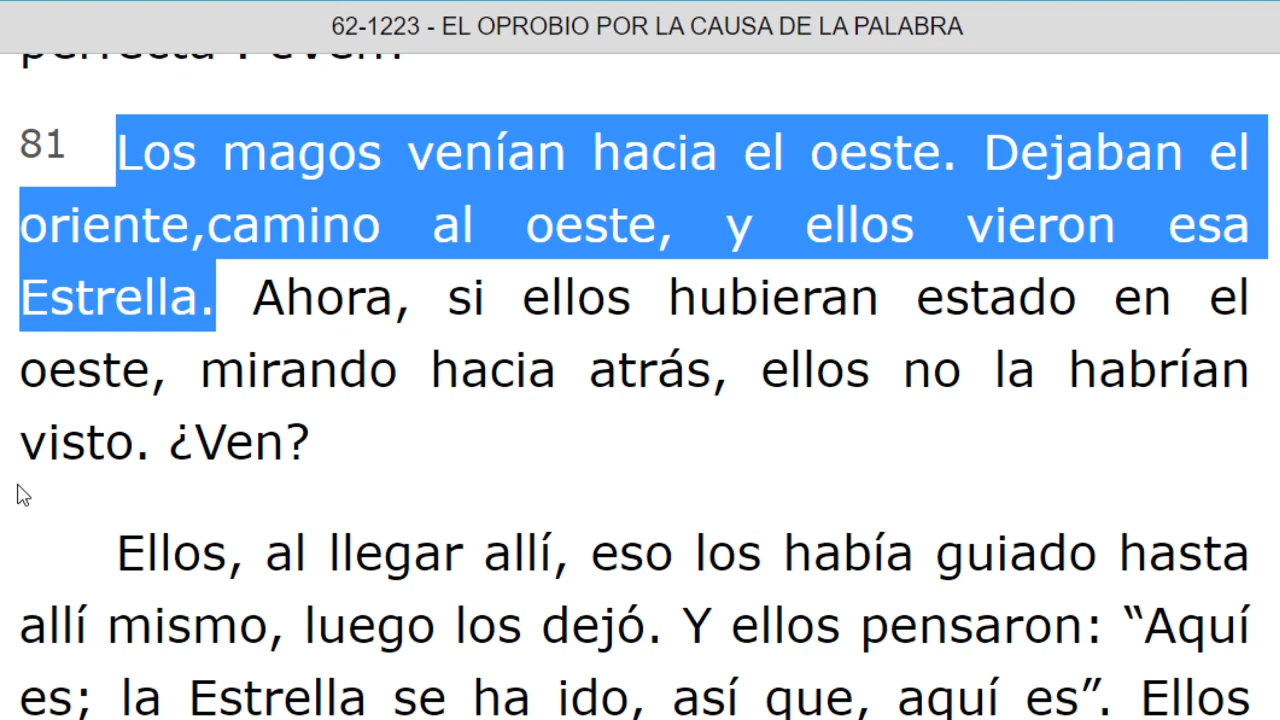 62-1223 - EL OPROBIO POR LA CAUSA DE LA PALABRA
perfecta". ¿Ven?
81 Los magos venían hacia el oeste. Dejaban el
oriente,camino al oeste, y ellos vieron esa
Estrella. Ahora, si ellos hubieran estado en el
oeste, mirando hacia atrás, ellos no la habrían
visto. ¿Ven?
Ellos, al llegar allí, eso los había guiado hasta
allí mismo, luego los dejó. Y ellos pensaron: “Aquí
es; la Estrella se ha ido, así que, aquí es”. Ellos